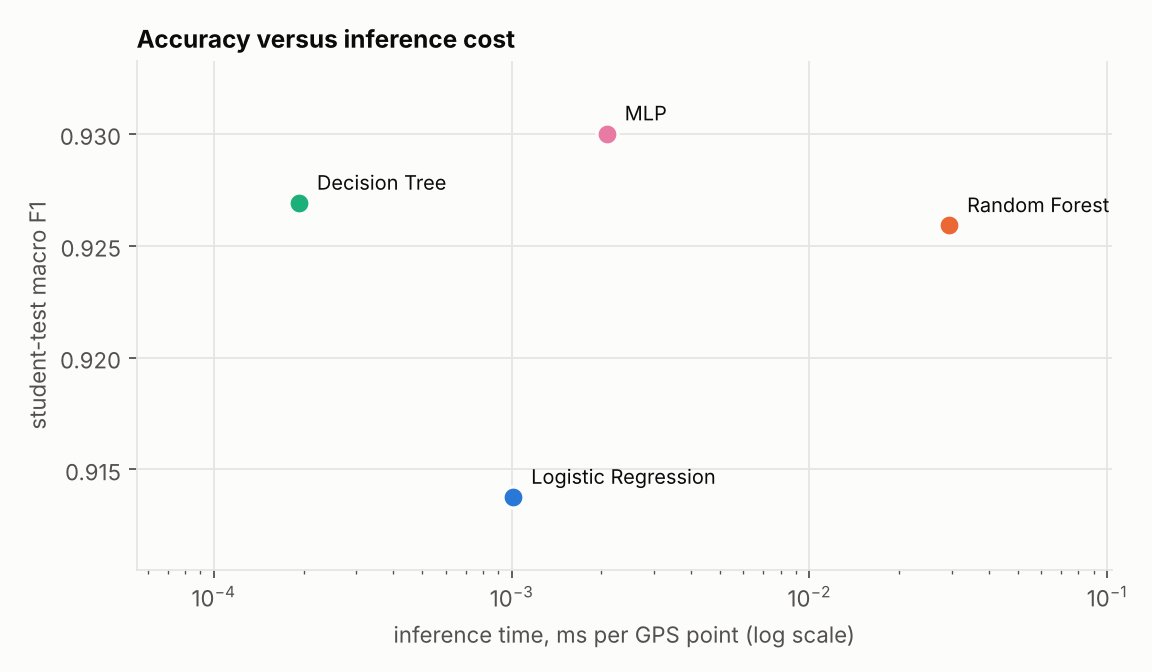 Accuracy versus inference cost
MLP
0.930
Decision Tree
Random Forest
0.925
student-test macro F1
0.920
0.915
Logistic Regression
10⁻⁴ 10⁻³ 10⁻² 10⁻¹
inference time, ms per GPS point (log scale)